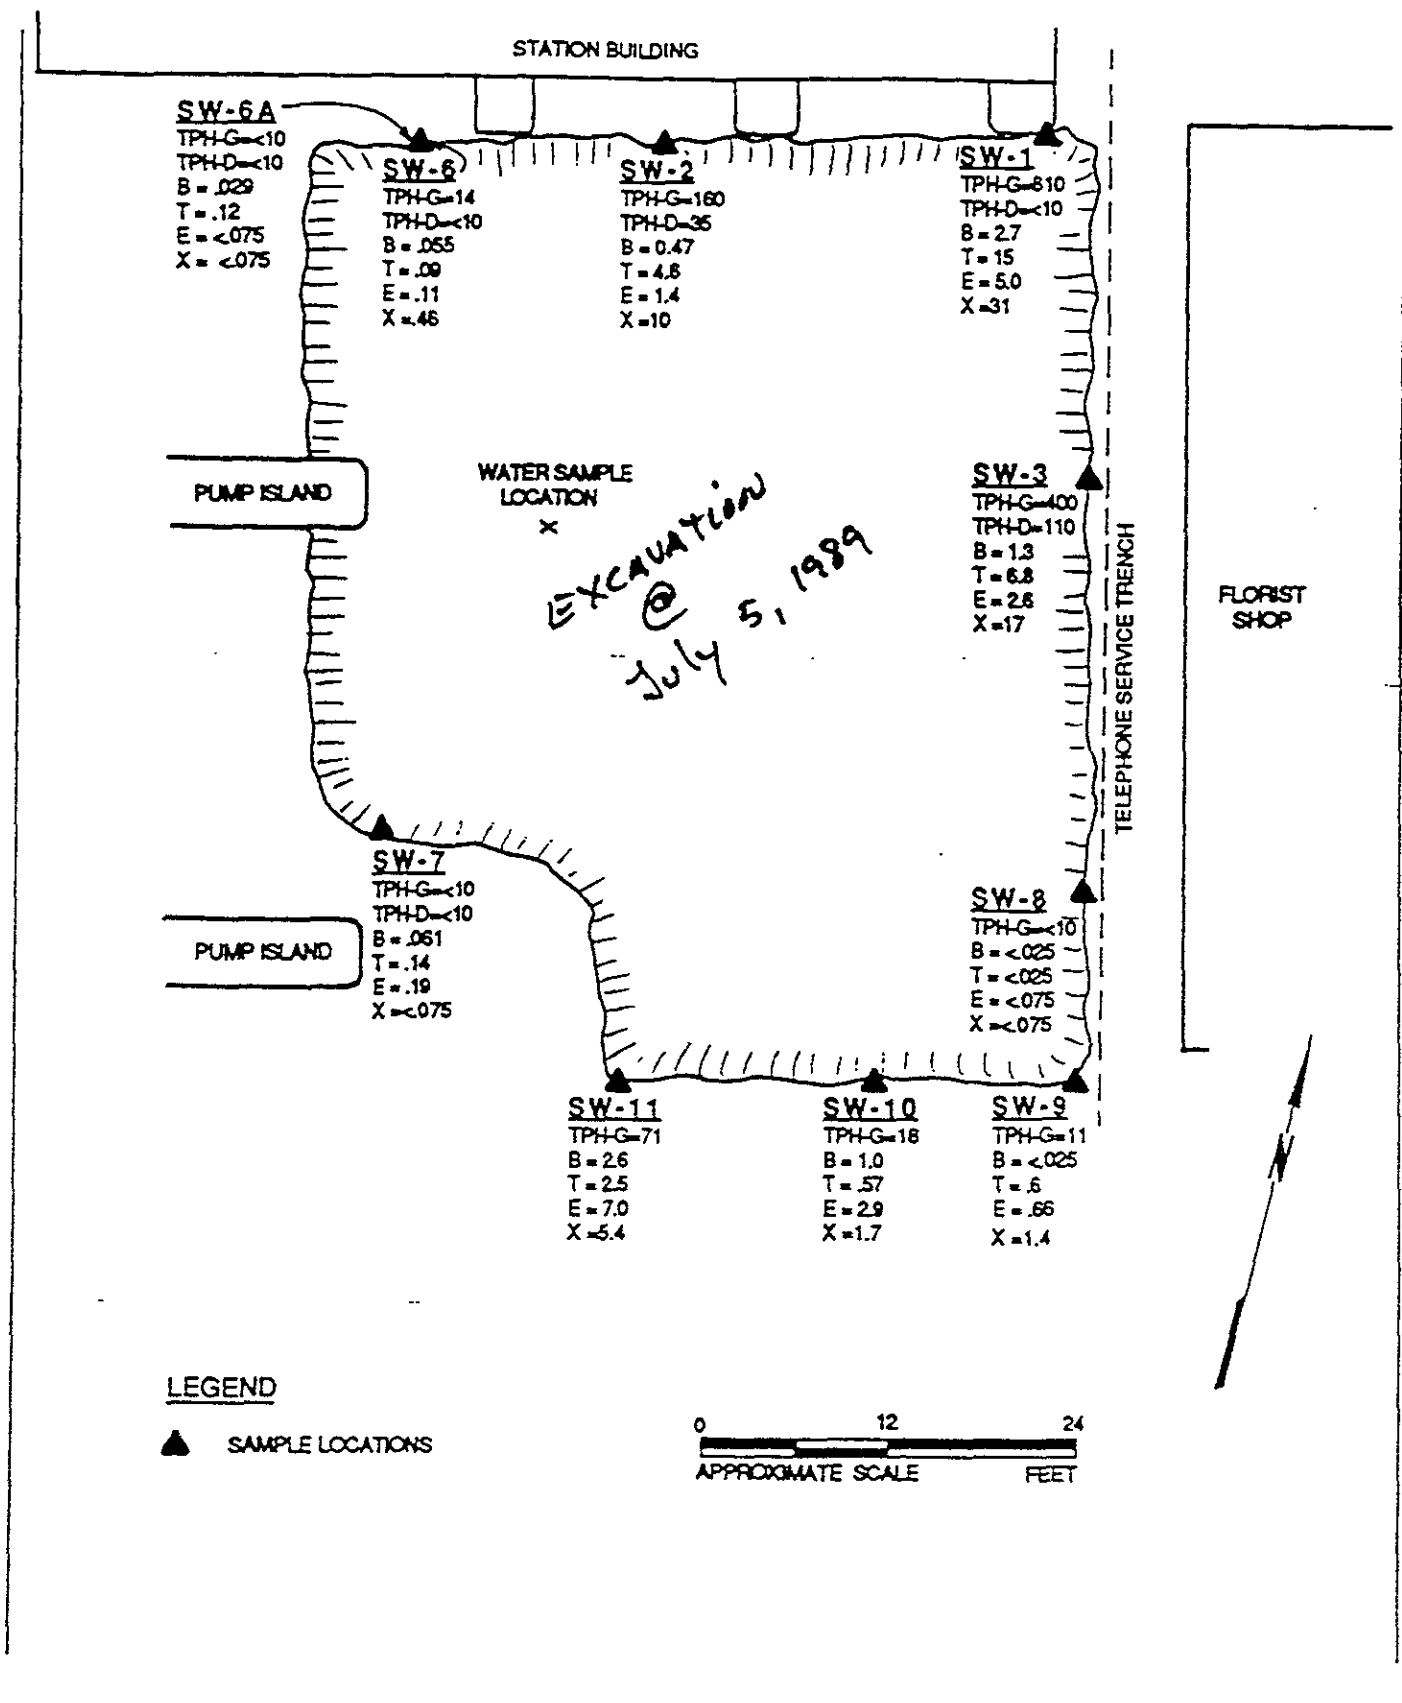 STATION BUILDING
SW-6A
TPH-G=<10
TPH-D=<10
B = .029
T = .12
E = <.075
X = <.075
SW-6
TPH-G=14
TPH-D=<10
B = .055
T = .09
E = .11
X =.46
SW-2
TPH-G=160
TPH-D=35
B = 0.47
T = 4.6
E = 1.4
X =10
SW-1
TPH-G=610
TPH-D=<10
B = 2.7
T = 15
E = 5.0
X =31
PUMP ISLAND
WATER SAMPLE
LOCATION
X
EXCAVATION
@
July 5, 1989
SW-3
TPH-G=400
TPH-D=110
B = 1.3
T = 6.8
E = 2.6
X =17
TELEPHONE SERVICE TRENCH
FLORIST
SHOP
SW-7
TPH-G=<10
TPH-D=<10
B = .061
T = .14
E = .19
X =<.075
PUMP ISLAND
SW-8
TPH-G=<10
B = <.025
T = <.025
E = <.075
X =<.075
SW-11
TPH-G=71
B = 2.6
T = 2.5
E = 7.0
X =5.4
SW-10
TPH-G=18
B = 1.0
T = .57
E = 2.9
X =1.7
SW-9
TPH-G=11
B = <.025
T = .6
E = .66
X =1.4
N
LEGEND
SAMPLE LOCATIONS
0 12 24
APPROXIMATE SCALE FEET